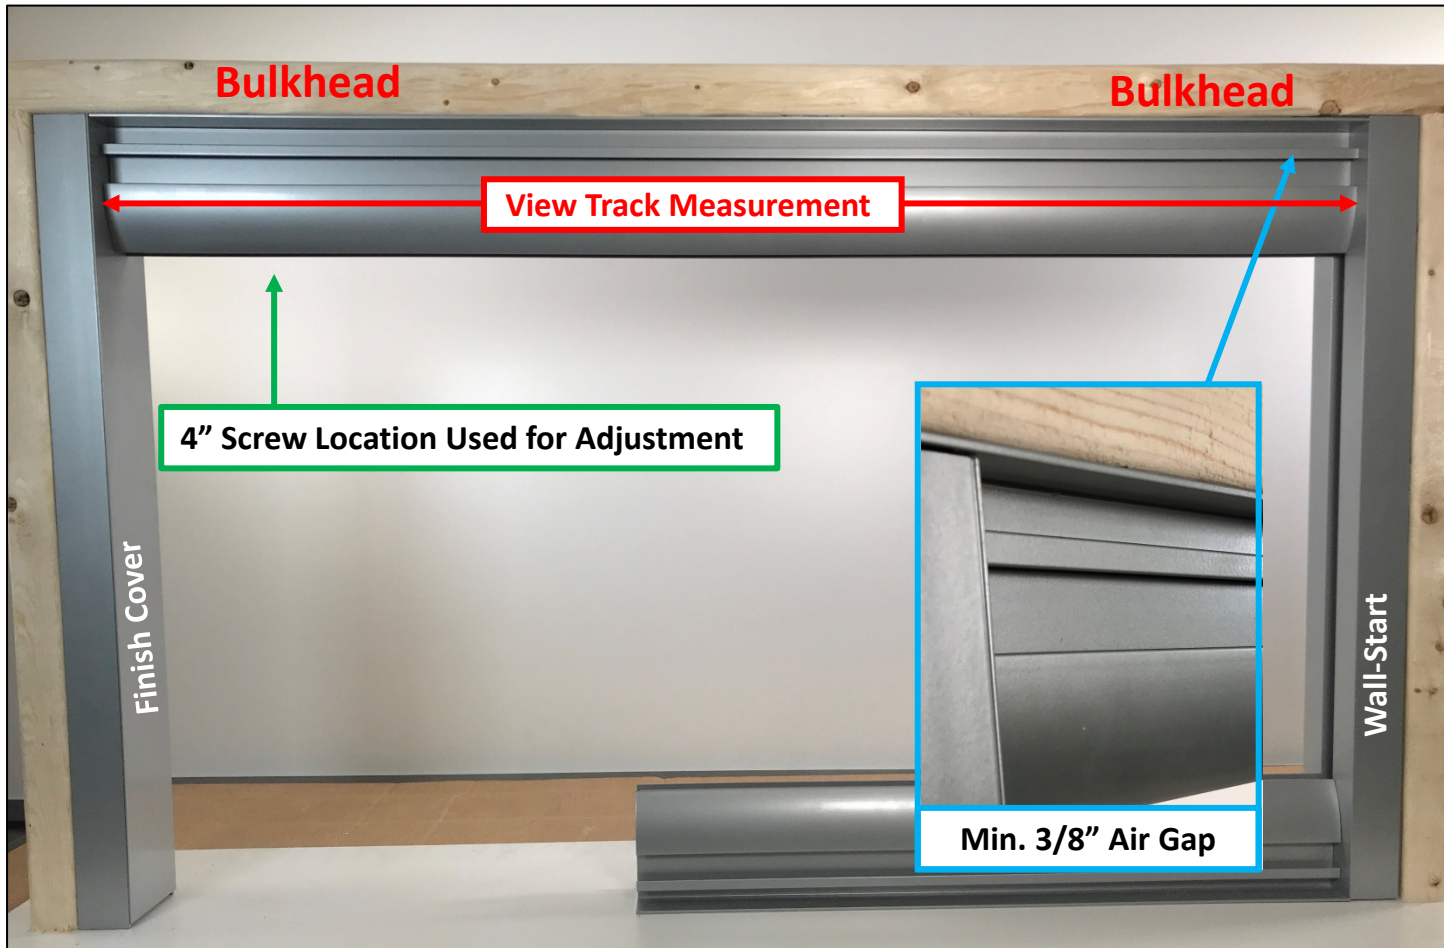 Bulkhead
Bulkhead
View Track Measurement
4” Screw Location Used for Adjustment
Finish Cover
Wall-Start
Min. 3/8” Air Gap